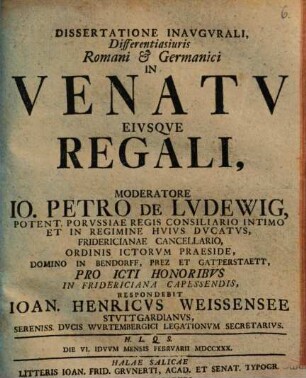 6.
DISSERTATIONE INAVGVRALI,
Differentias iuris
Romani & Germanici
IN
VENATV
EIVSQVE
REGALI,
MODERATORE
IO. PETRO DE LVDEWIG,
POTENT. PORVSSIAE REGIS CONSILIARIO INTIMO
ET IN REGIMINE HVIVS DVCATVS,
FRIDERICIANAE CANCELLARIO,
ORDINIS ICTORVM PRAESIDE,
DOMINO IN BENDORFF, PREZ ET GATTERSTAETT,
PRO ICTI HONORIBVS
IN FRIDERICIANA CAPESSENDIS,
RESPONDEBIT
IOAN. HENRICVS WEISSENSEE
STVTTGARDIANVS,
SERENISS. DVCIS WVRTEMBERGICI LEGATIONVM SECRETARIVS.
H. L. Q. S.
DIE VI. IDVVM MENSIS FEBRVARII MDCCXXX.
HALAE SALICAE
LITTERIS IOAN. FRID. GRVNERTI, ACAD. ET SENAT. TYPOGR.